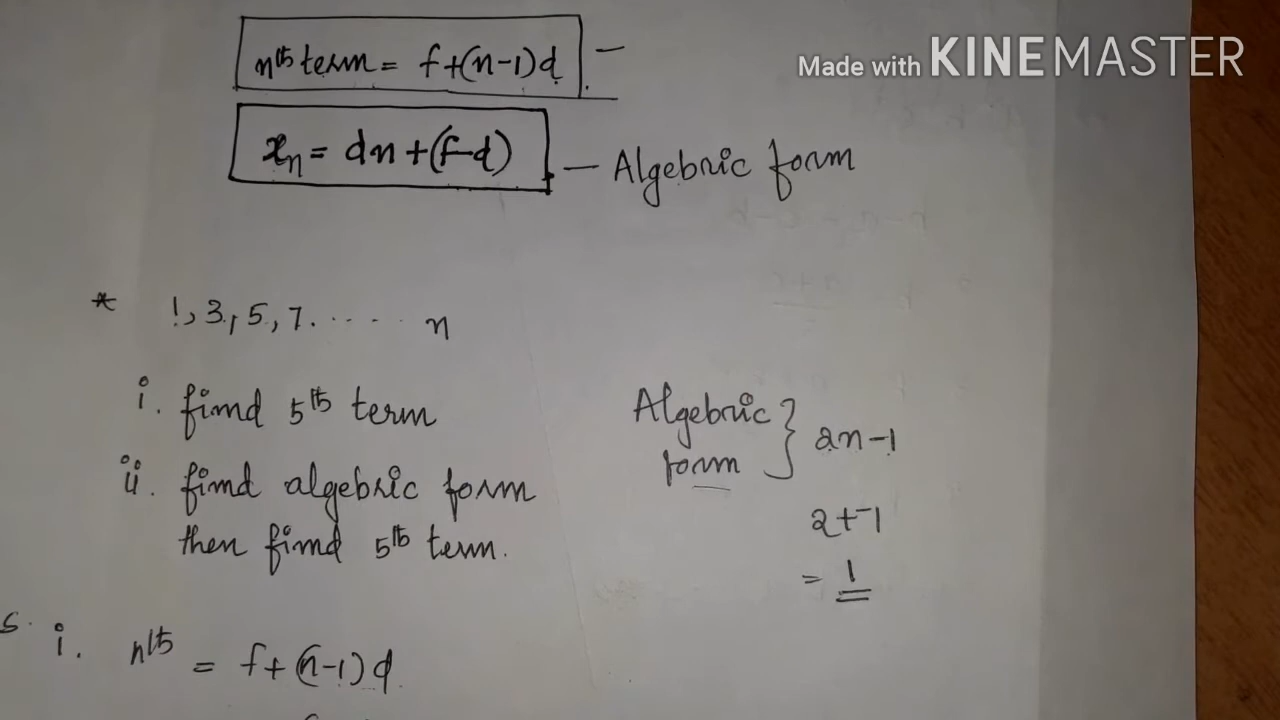 nth term = f+(n-1)d -
Made with KINEMASTER
xn = dn+(f-d) - Algebric form
* 1, 3, 5, 7. ..... n
i. find 5th term
Algebric form } 2n-1
ii. find algebric form
then find 5th term.
2+-1
= 1
S. i. nth = f+(n-1)d